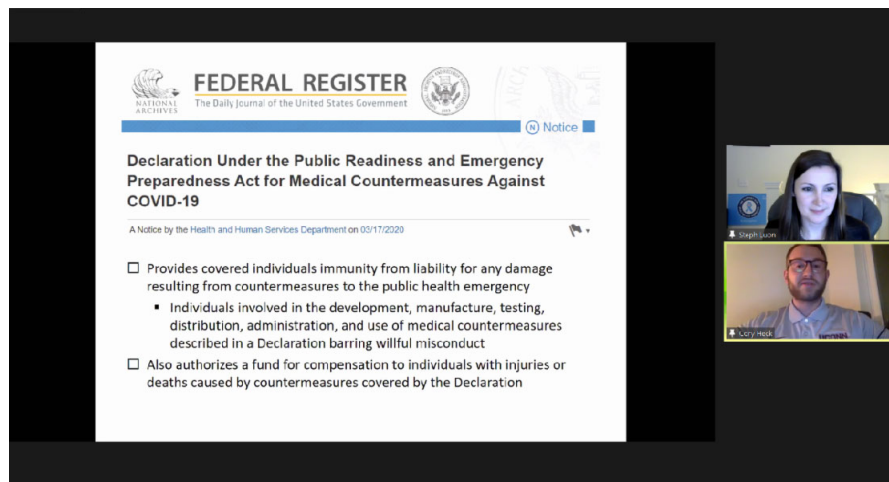 FEDERAL REGISTER
NATIONAL
ARCHIVES
The Daily Journal of the United States Government
N Notice
Declaration Under the Public Readiness and Emergency
Preparedness Act for Medical Countermeasures Against
COVID-19
A Notice by the Health and Human Services Department on 03/17/2020
Provides covered individuals immunity from liability for any damage
resulting from countermeasures to the public health emergency
Individuals involved in the development, manufacture, testing,
distribution, administration, and use of medical countermeasures
described in a Declaration barring willful misconduct
Also authorizes a fund for compensation to individuals with injuries or
deaths caused by countermeasures covered by the Declaration
Steph
Cory Heck